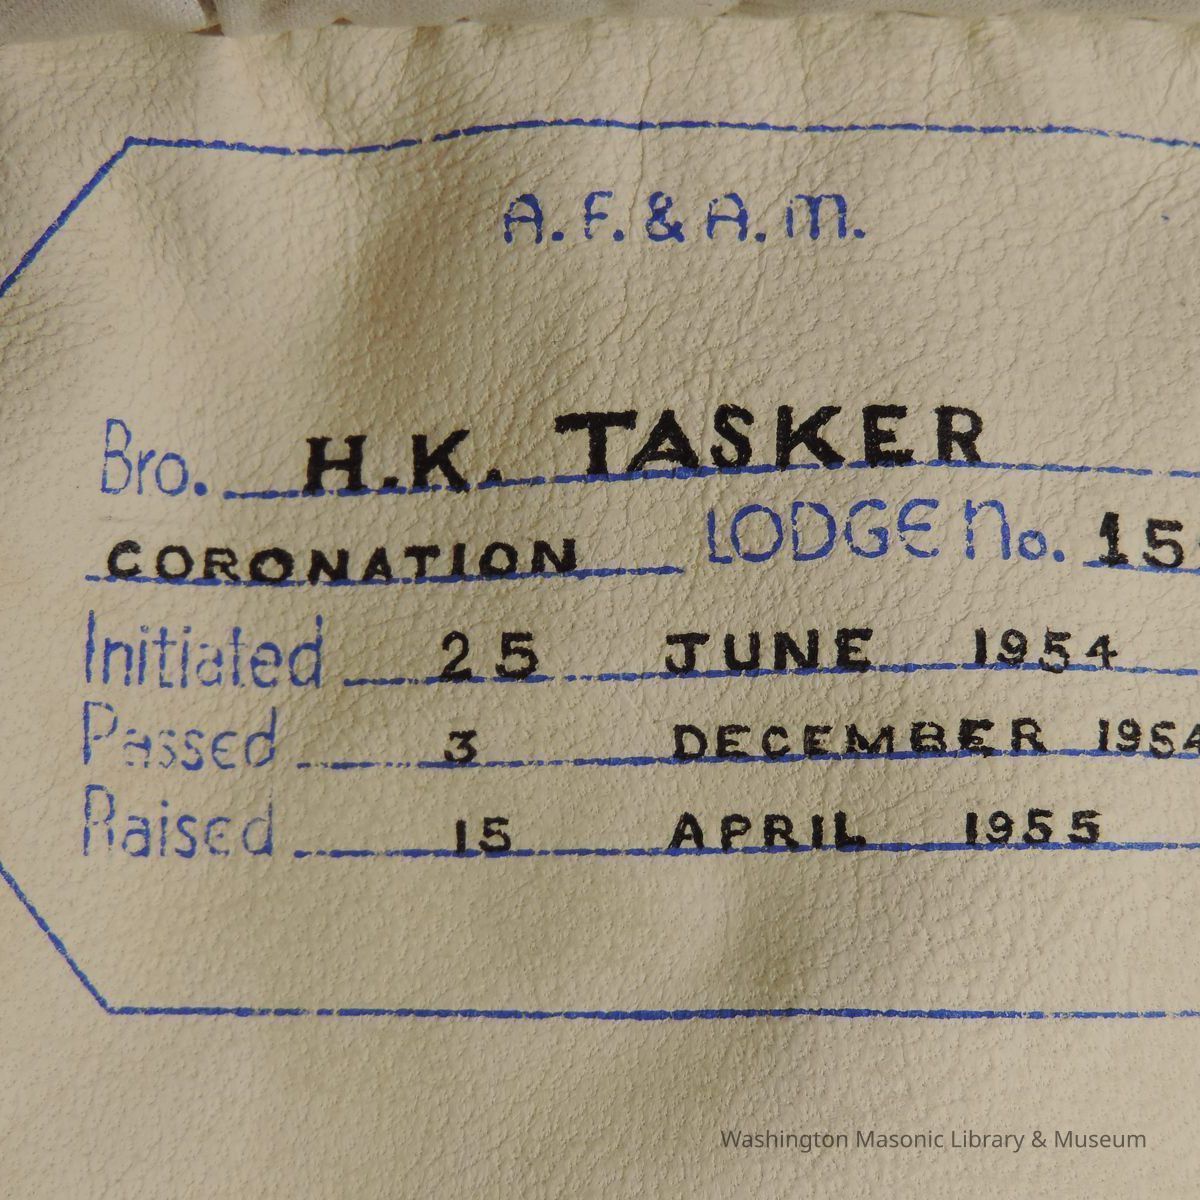 A. F. & A. M.
Bro. H.K. TASKER
CORONATION LODGE No.
Initiated 25 JUNE 1954
Passed 3 DECEMBER 1954
Raised 15 APRIL 1955
Washington Masonic Library & Museum